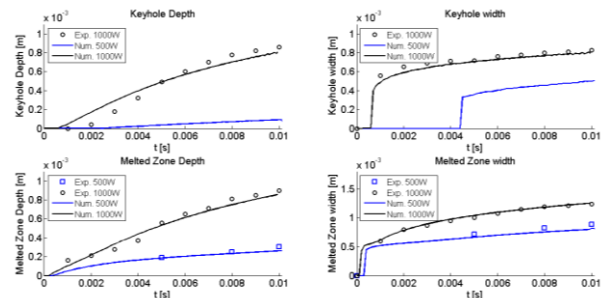 Keyhole Depth
x 10⁻³
Keyhole Depth [m]
1
0.8
0.6
0.4
0.2
0
Exp. 1000W
Num. 500W
Num. 1000W
0 0.002 0.004 0.006 0.008 0.01
t [s]
Keyhole width
x 10⁻³
Keyhole width [m]
1
0.8
0.6
0.4
0.2
0
Exp. 1000W
Num. 500W
Num. 1000W
0 0.002 0.004 0.006 0.008 0.01
t [s]
Melted Zone Depth
x 10⁻³
Melted Zone Depth [m]
1
0.8
0.6
0.4
0.2
0
Exp. 500W
Exp. 1000W
Num. 500W
Num. 1000W
0 0.002 0.004 0.006 0.008 0.01
t [s]
Melted Zone width
x 10⁻³
Melted Zone width [m]
1.5
1
0.5
0
Exp. 500W
Exp. 1000W
Num. 500W
Num. 1000W
0 0.002 0.004 0.006 0.008 0.01
t [s]